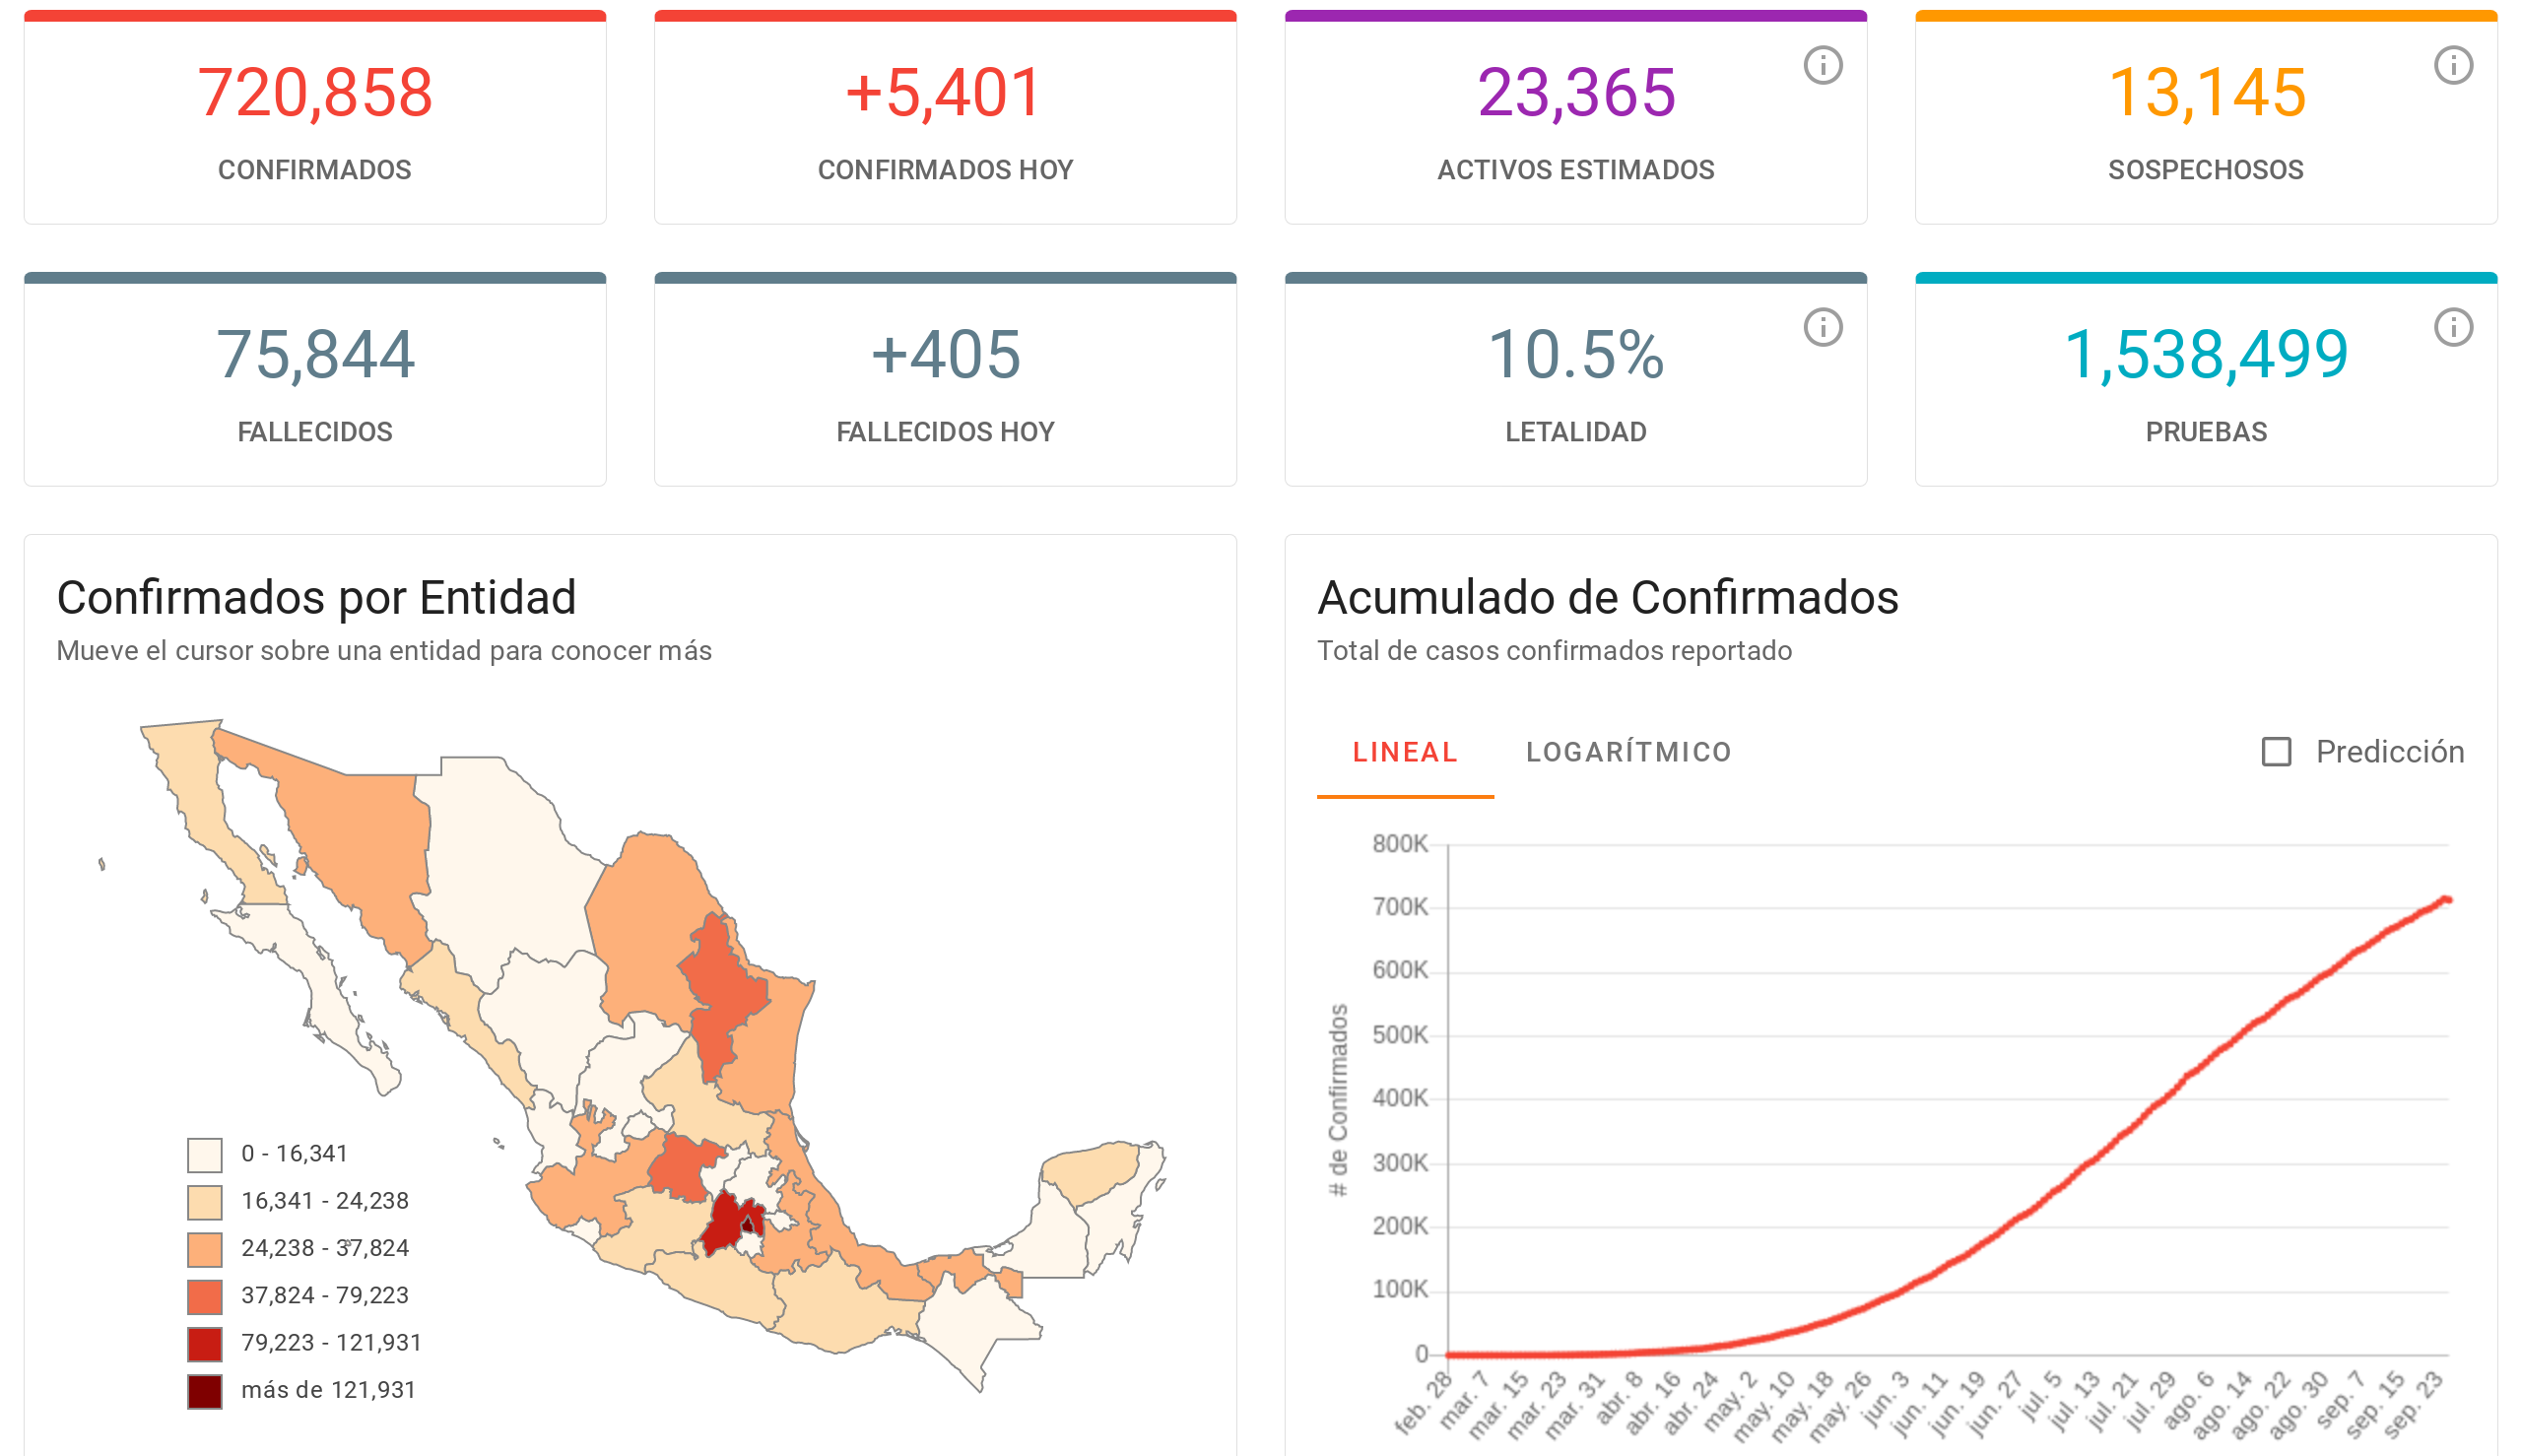 720,858
CONFIRMADOS
+5,401
CONFIRMADOS HOY
23,365
ACTIVOS ESTIMADOS
13,145
SOSPECHOSOS
75,844
FALLECIDOS
+405
FALLECIDOS HOY
10.5%
LETALIDAD
1,538,499
PRUEBAS
Confirmados por Entidad
Mueve el cursor sobre una entidad para conocer más
0 - 16,341
16,341 - 24,238
24,238 - 37,824
37,824 - 79,223
79,223 - 121,931
más de 121,931
Acumulado de Confirmados
Total de casos confirmados reportado
LINEAL
LOGARÍTMICO
Predicción
# de Confirmados
800K
700K
600K
500K
400K
300K
200K
100K
0
feb. 28
mar. 7
mar. 15
mar. 23
mar. 31
abr. 8
abr. 16
abr. 24
may. 2
may. 10
may. 18
may. 26
jun. 3
jun. 11
jun. 19
jun. 27
jul. 5
jul. 13
jul. 21
jul. 29
ago. 6
ago. 14
ago. 22
ago. 30
sep. 7
sep. 15
sep. 23